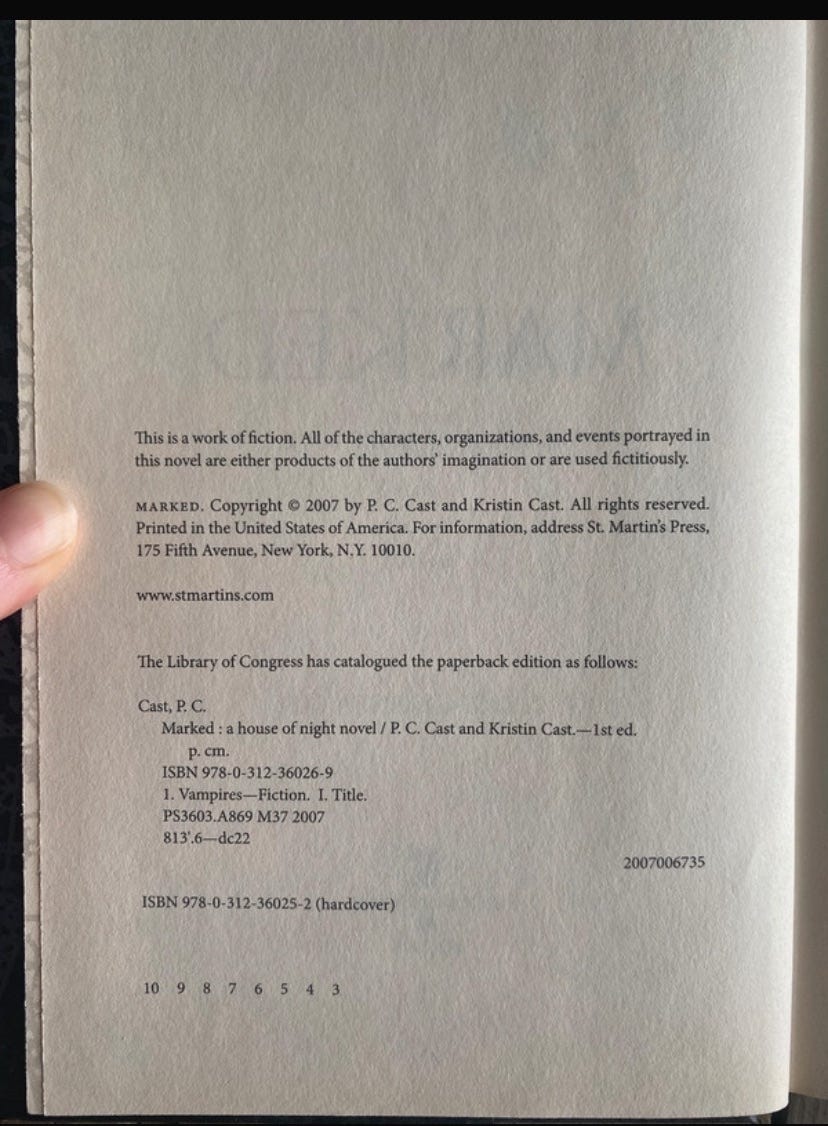 MARKED
This is a work of fiction. All of the characters, organizations, and events portrayed in
this novel are either products of the authors' imagination or are used fictitiously.
MARKED. Copyright © 2007 by P. C. Cast and Kristin Cast. All rights reserved.
Printed in the United States of America. For information, address St. Martin's Press,
175 Fifth Avenue, New York, N.Y. 10010.
www.stmartins.com
The Library of Congress has catalogued the paperback edition as follows:
Cast, P. C.
Marked : a house of night novel / P. C. Cast and Kristin Cast.—1st ed.
p. cm.
ISBN 978-0-312-36026-9
1. Vampires—Fiction. I. Title.
PS3603.A869 M37 2007
813'.6—dc22
2007006735
ISBN 978-0-312-36025-2 (hardcover)
10 9 8 7 6 5 4 3